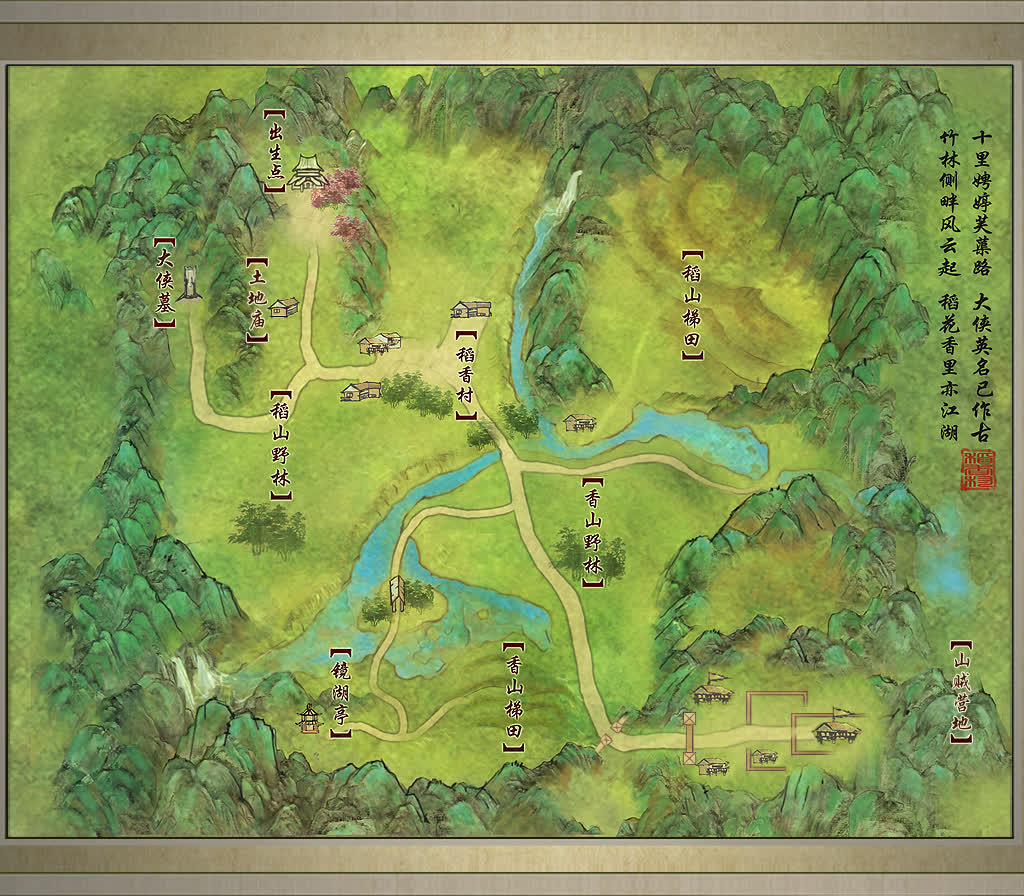 十里娉婷芙蕖路 大侠英名已作古
竹林侧畔风云起 稻花香里亦江湖
稻香村
【出生点】
【大侠墓】
【土地庙】
【稻山梯田】
【稻香村】
【稻山野林】
【香山野林】
【镜湖亭】
【香山梯田】
【山贼营地】